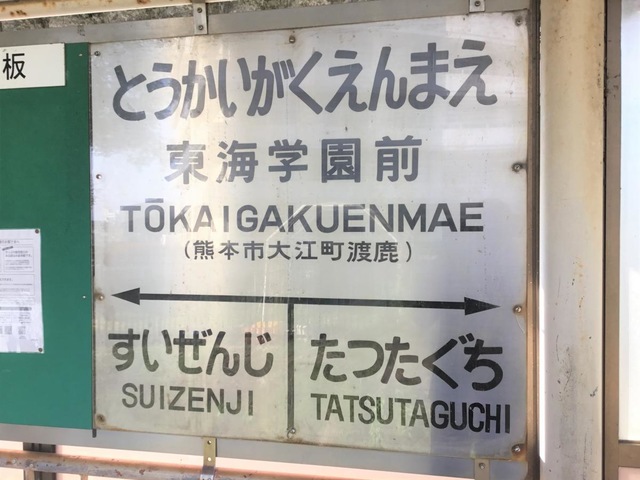 板
とうかいがくえんまえ
東海学園前
TŌKAIGAKUENMAE
(熊本市大江町渡鹿)
すいぜんじ
SUIZENJI
たつたぐち
TATSUTAGUCHI